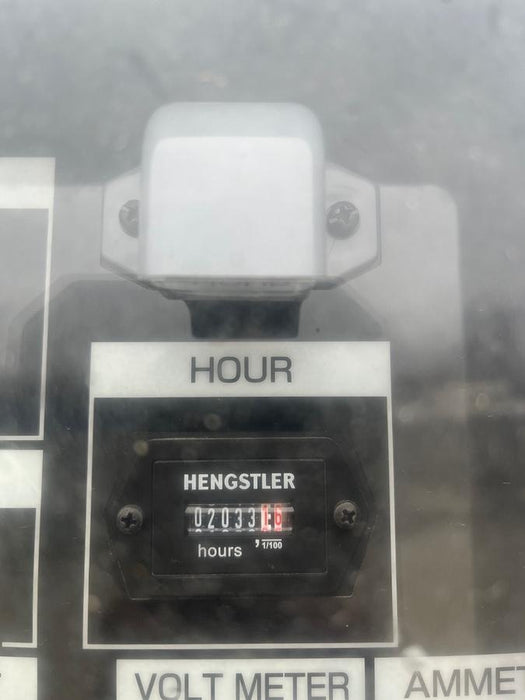 HOUR
HENGSTLER
02033
hours , 1/100
VOLT METER
AMMET